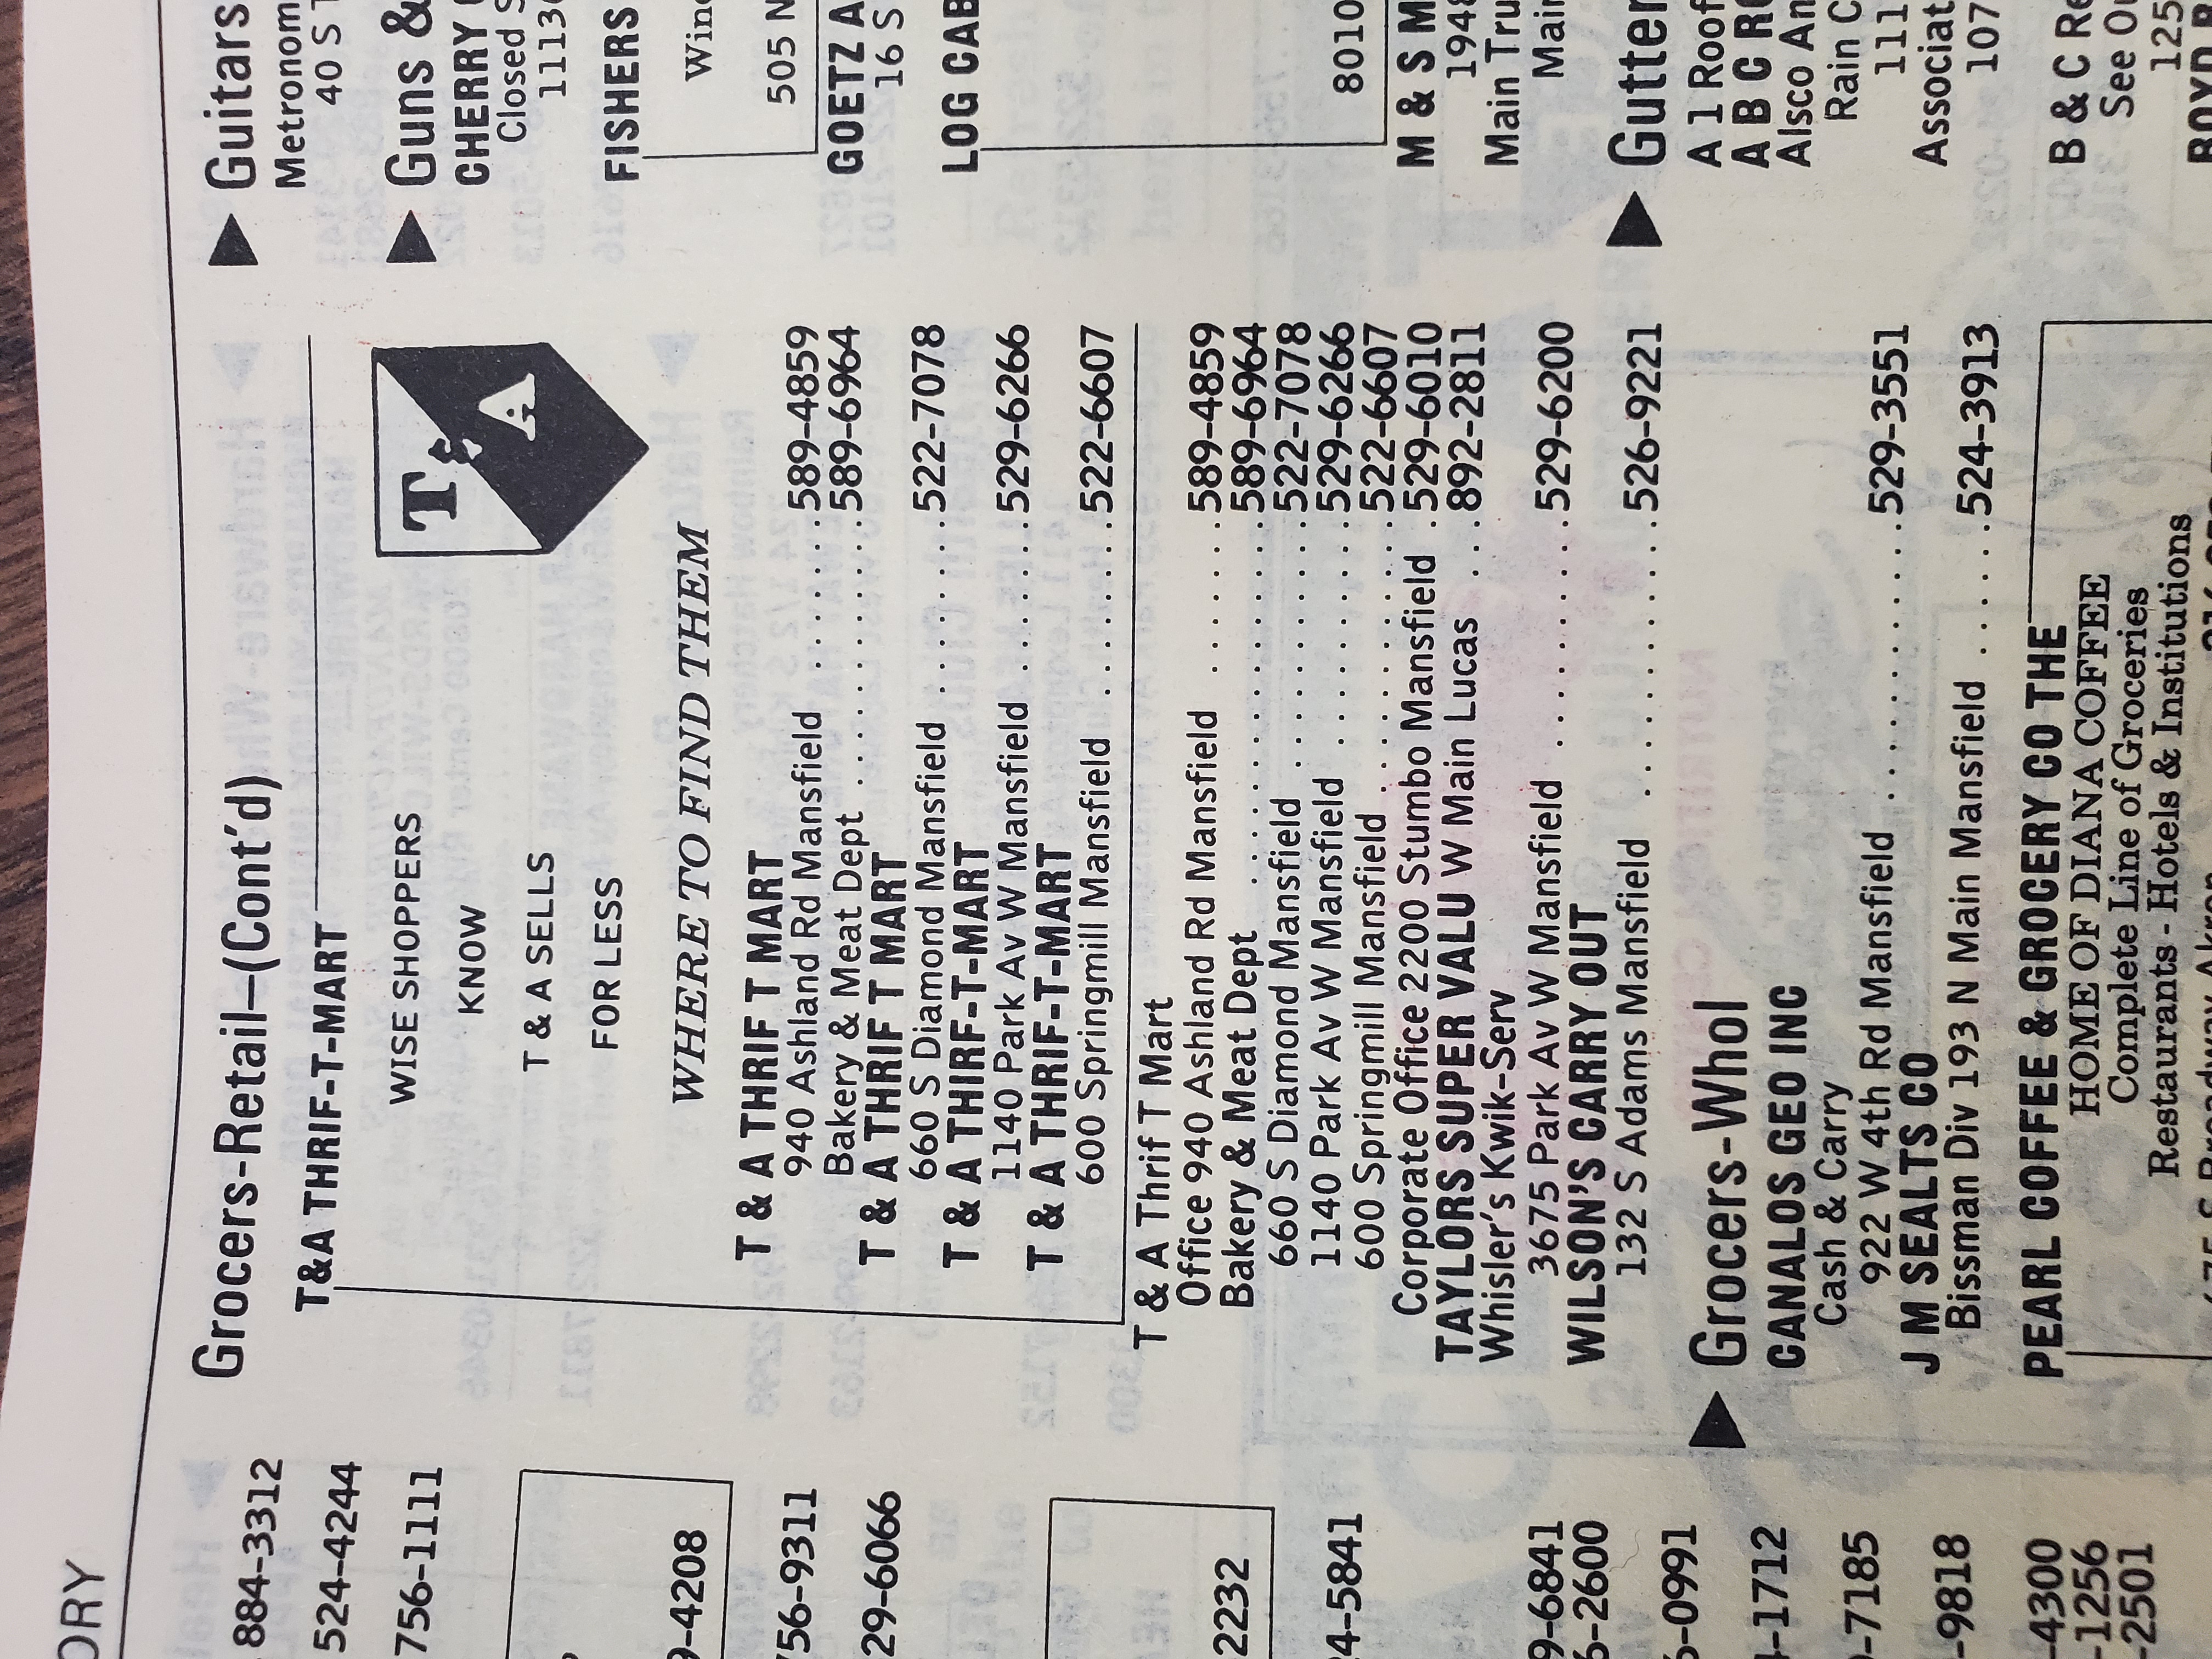 ORY
884-3312
524-4244
756-1111
9-4208
756-9311
29-6066
2232
24-5841
9-6841
6-2600
6-0991
4-1712
-7185
-9818
-4300
-1256
-2501
Grocers-Retail—(Cont'd)
T&A THRIF-T-MART
T & A
WISE SHOPPERS
KNOW
T & A SELLS
FOR LESS
WHERE TO FIND THEM
T & A THRIF T MART
940 Ashland Rd Mansfield ......589-4859
Bakery & Meat Dept ..........589-6964
T & A THRIF T MART
660 S Diamond Mansfield ......522-7078
T & A THIRF-T-MART
1140 Park Av W Mansfield ......529-6266
T & A THRIF-T-MART
600 Springmill Mansfield ......522-6607
T & A Thrif T Mart
Office 940 Ashland Rd Mansfield ......589-4859
Bakery & Meat Dept ..............589-6964
660 S Diamond Mansfield ..........522-7078
1140 Park Av W Mansfield .........529-6266
600 Springmill Mansfield ..........522-6607
Corporate Office 2200 Stumbo Mansfield .529-6010
TAYLORS SUPER VALU W Main Lucas ...892-2811
Whisler's Kwik-Serv
3675 Park Av W Mansfield .........529-6200
WILSON'S CARRY OUT
132 S Adams Mansfield ...........526-9221
Grocers-Whol
CANALOS GEO INC
Cash & Carry
922 W 4th Rd Mansfield ...........529-3551
J M SEALTS CO
Bissman Div 193 N Main Mansfield .....524-3913
PEARL COFFEE & GROCERY CO THE
HOME OF DIANA COFFEE
Complete Line of Groceries
Restaurants - Hotels & Institutions
Guitars
Metronom
40 S
Guns &
CHERRY
Closed S
1113
FISHERS
Wind
505 N
GOETZ A
16 S
LOG CAB
8010
M & S M
1948
Main Tru
Main
Gutter
A 1 Roof
A B C RO
Alsco An
Rain C
111
Associat
107
B & C Re
See Ou
125
BOYD B